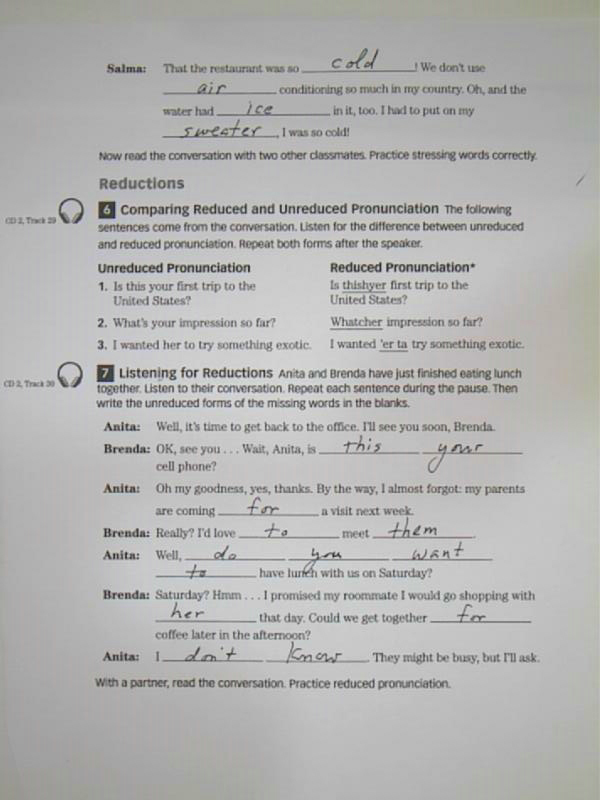 Salma: That the restaurant was so cold! We don't use
air conditioning so much in my country. Oh, and the
water had ice in it, too. I had to put on my
sweater, I was so cold!
Now read the conversation with two other classmates. Practice stressing words correctly.
Reductions
CD 2, Track 29
6 Comparing Reduced and Unreduced Pronunciation The following
sentences come from the conversation. Listen for the difference between unreduced
and reduced pronunciation. Repeat both forms after the speaker.
Unreduced Pronunciation Reduced Pronunciation*
1. Is this your first trip to the Is thishyer first trip to the
United States? United States?
2. What's your impression so far? Whatcher impression so far?
3. I wanted her to try something exotic. I wanted 'er ta try something exotic.
CD 2, Track 30
7 Listening for Reductions Anita and Brenda have just finished eating lunch
together. Listen to their conversation. Repeat each sentence during the pause. Then
write the unreduced forms of the missing words in the blanks.
Anita: Well, it's time to get back to the office. I'll see you soon, Brenda.
Brenda: OK, see you . . . Wait, Anita, is this your
cell phone?
Anita: Oh my goodness, yes, thanks. By the way, I almost forgot: my parents
are coming for a visit next week.
Brenda: Really? I'd love to meet them.
Anita: Well, do you want
to have lunch with us on Saturday?
Brenda: Saturday? Hmm . . . I promised my roommate I would go shopping with
her that day. Could we get together for
coffee later in the afternoon?
Anita: I don't know. They might be busy, but I'll ask.
With a partner, read the conversation. Practice reduced pronunciation.